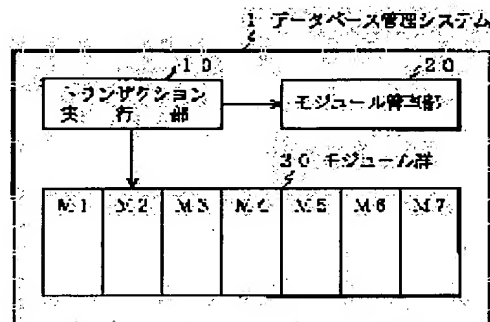 1 データベース管理システム
10
20
トランザクション
実行部
モジュール管理部
30 モジュール群
M1 M2 M3 M4 M5 M6 M7